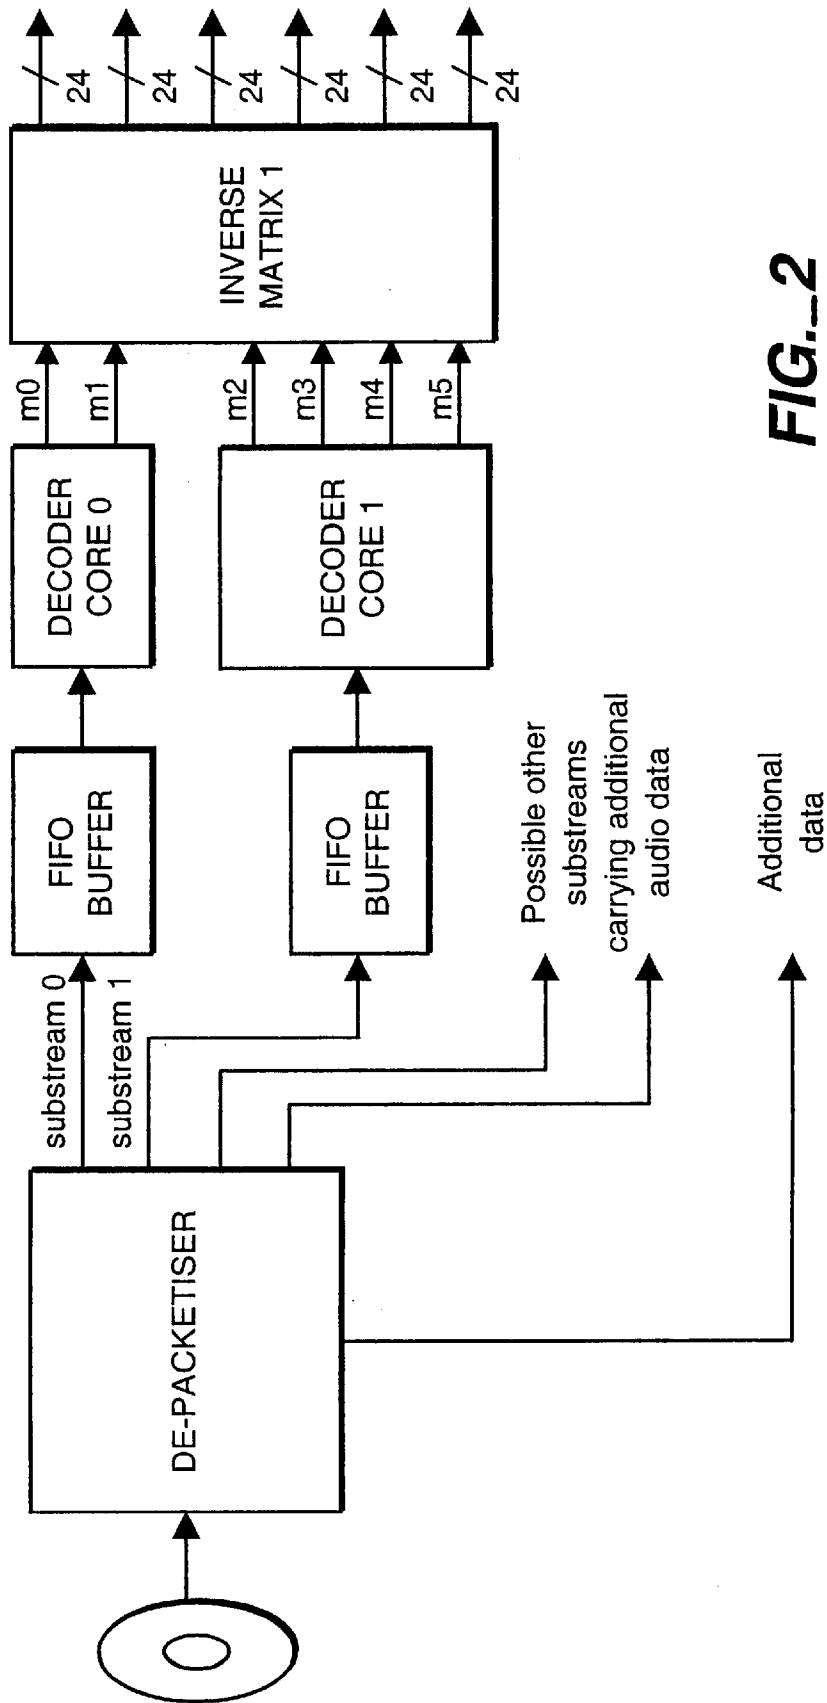 DE-PACKETISER
substream 0
substream 1
FIFO
BUFFER
FIFO
BUFFER
DECODER
CORE 0
DECODER
CORE 1
m0
m1
m2
m3
m4
m5
INVERSE
MATRIX 1
24
24
24
24
24
24
Possible other
substreams
carrying additional
audio data
Additional
data
FIG._2